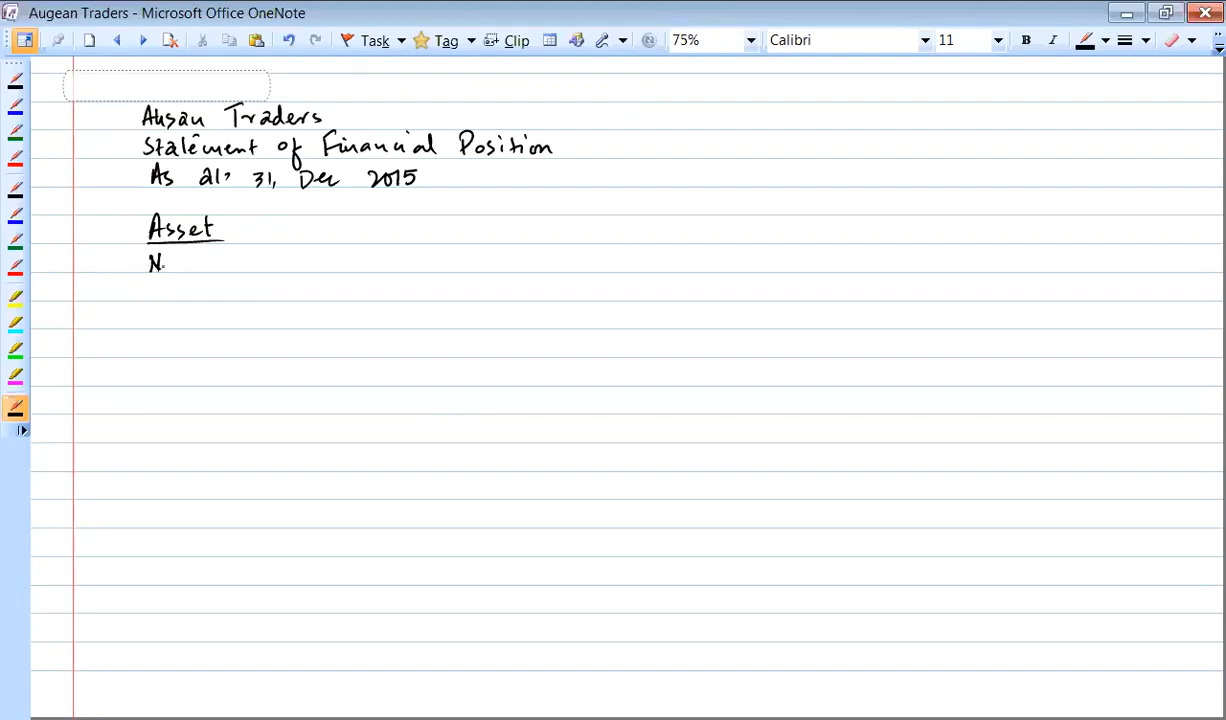 Augean Traders - Microsoft Office OneNote
Task Tag Clip 75% Calibri 11 B I
Ahsan Traders
Statement of Financial Position
As at: 31, Dec 2015
Asset
N